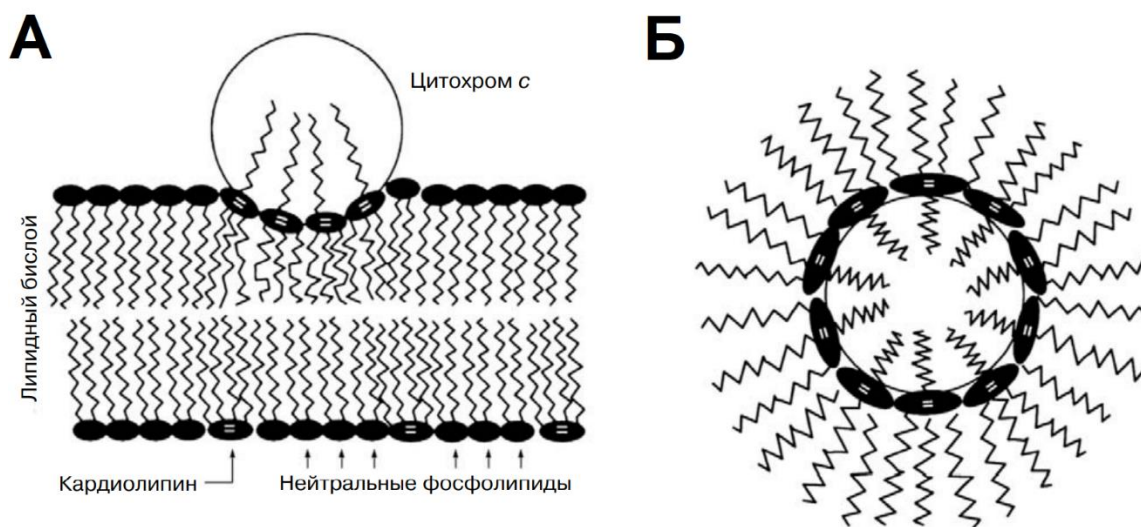 А
Б
Цитохром c
Липидный бислой
Кардиолипин
Нейтральные фосфолипиды